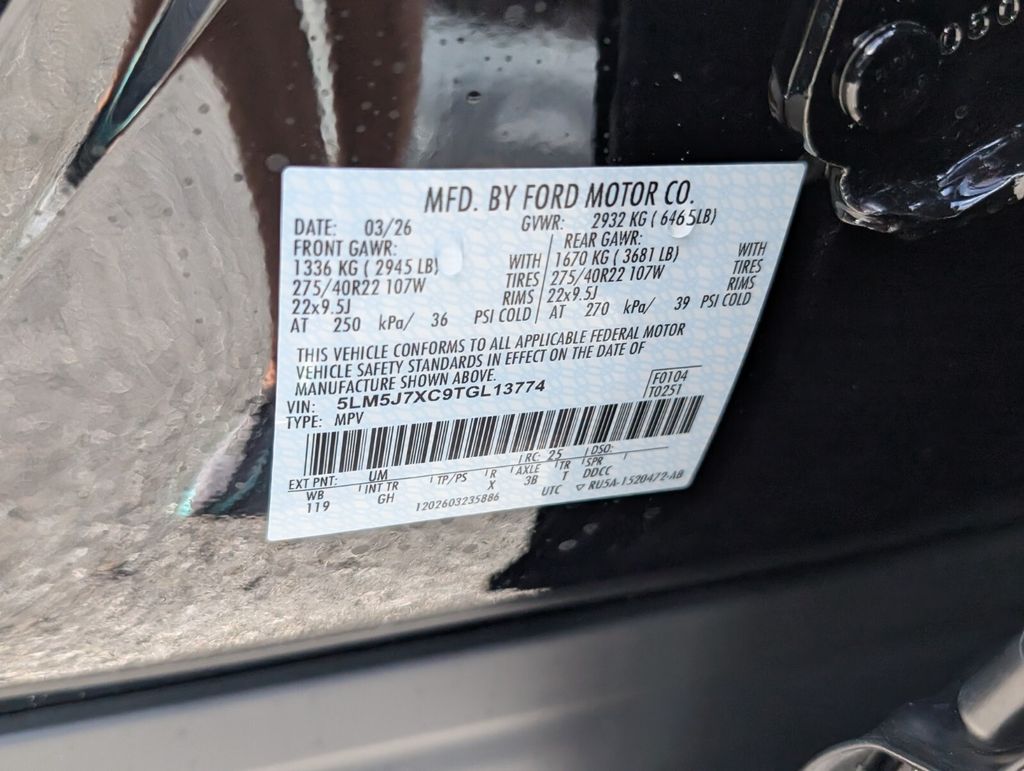 MFD. BY FORD MOTOR CO.
DATE: 03/26 GVWR: 2932 KG ( 6465LB)
FRONT GAWR: REAR GAWR:
1336 KG ( 2945 LB) WITH 1670 KG ( 3681 LB) WITH
275/40R22 107W TIRES 275/40R22 107W TIRES
22x9.5J RIMS 22x9.5J RIMS
AT 250 kPa/ 36 PSI COLD AT 270 kPa/ 39 PSI COLD
THIS VEHICLE CONFORMS TO ALL APPLICABLE FEDERAL MOTOR
VEHICLE SAFETY STANDARDS IN EFFECT ON THE DATE OF
MANUFACTURE SHOWN ABOVE.
VIN: 5LM5J7XC9TGL13774 F0104
TYPE: MPV T0251
EXT PNT: UM RC: 25 DSO:
WB INT TR TP/PS R AXLE TR SPR
119 GH X 3B T DDCC
1202603235886 UTC ▽ RU5A-1520472-AB